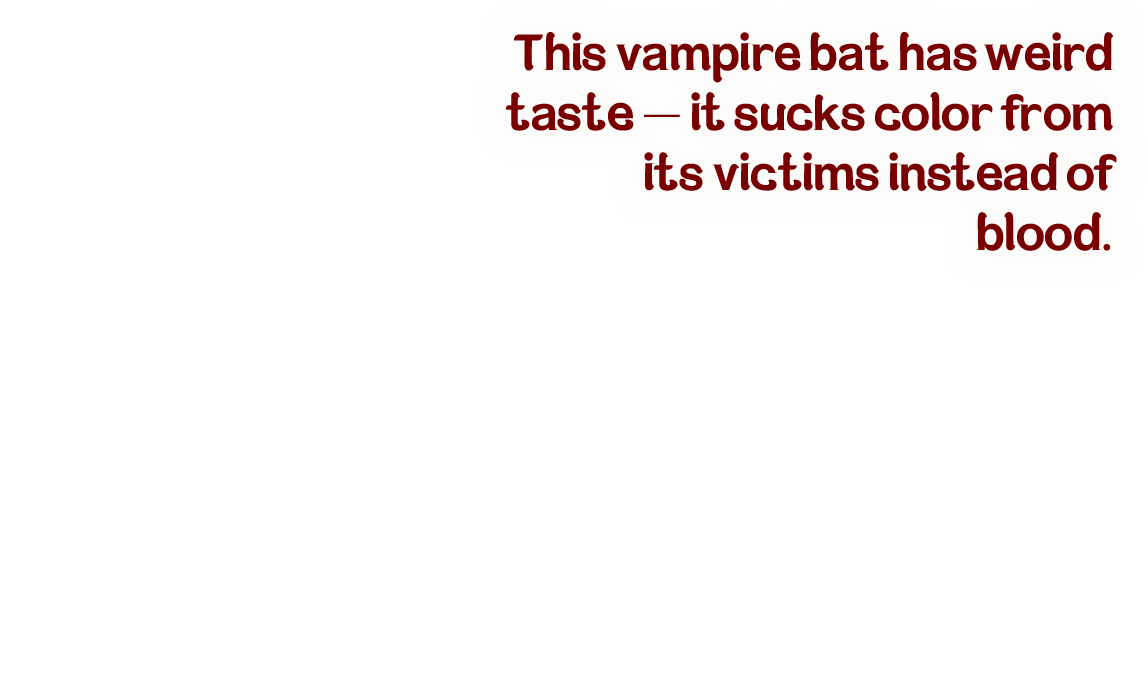 This vampire bat has weird
taste — it sucks color from
its victims instead of
blood.